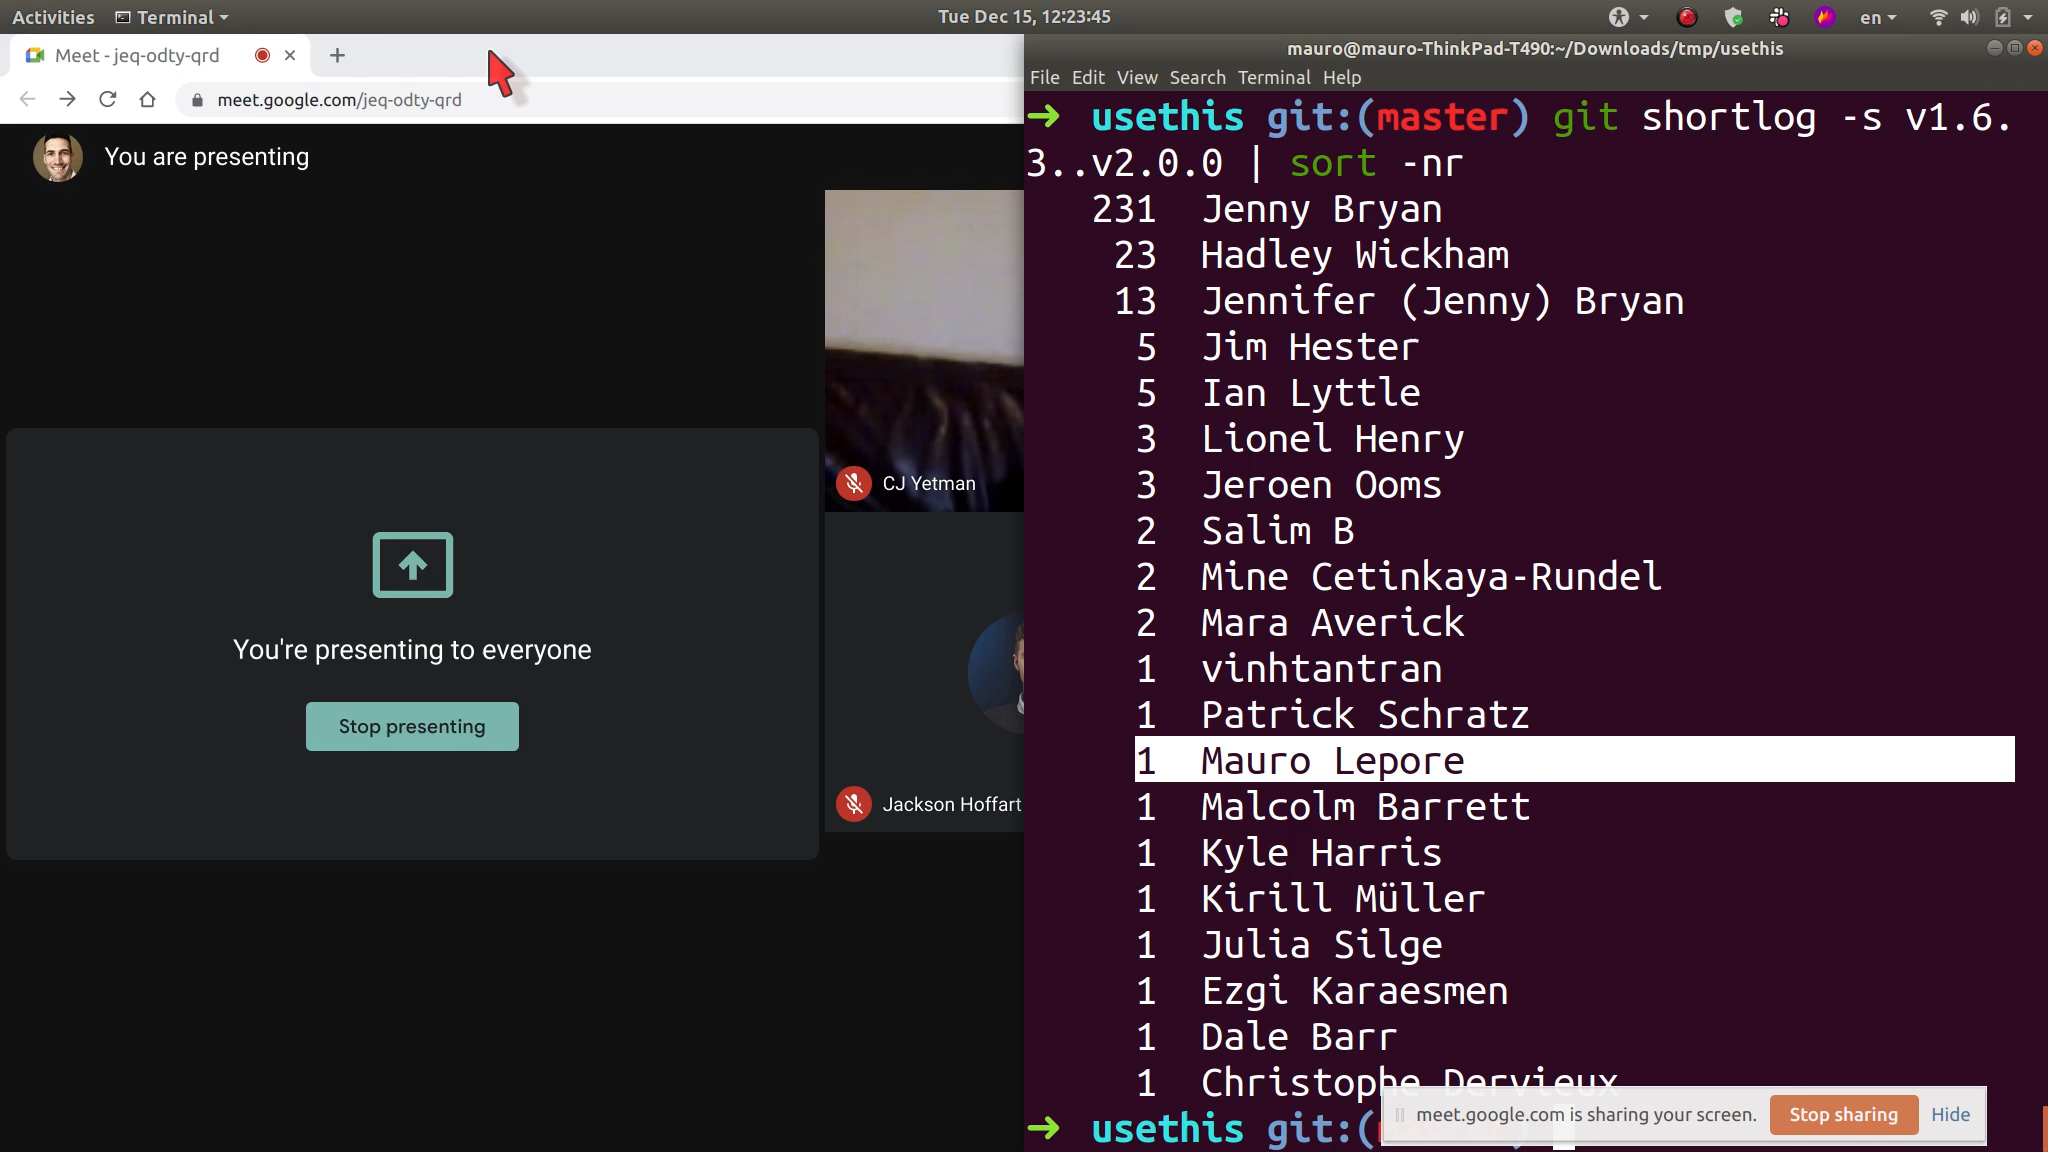 Activities Terminal Tue Dec 15, 12:23:45 en
Meet - jeq-odty-qrd
meet.google.com/jeq-odty-qrd
You are presenting
CJ Yetman
You're presenting to everyone
Stop presenting
Jackson Hoffart
mauro@mauro-ThinkPad-T490:~/Downloads/tmp/usethis
File Edit View Search Terminal Help
➜ usethis git:(master) git shortlog -s v1.6.
3..v2.0.0 | sort -nr
231 Jenny Bryan
23 Hadley Wickham
13 Jennifer (Jenny) Bryan
5 Jim Hester
5 Ian Lyttle
3 Lionel Henry
3 Jeroen Ooms
2 Salim B
2 Mine Cetinkaya-Rundel
2 Mara Averick
1 vinhtantran
1 Patrick Schratz
1 Mauro Lepore
1 Malcolm Barrett
1 Kyle Harris
1 Kirill Müller
1 Julia Silge
1 Ezgi Karaesmen
1 Dale Barr
1 Christophe Dervieux
➜ usethis git:(
meet.google.com is sharing your screen. Stop sharing Hide